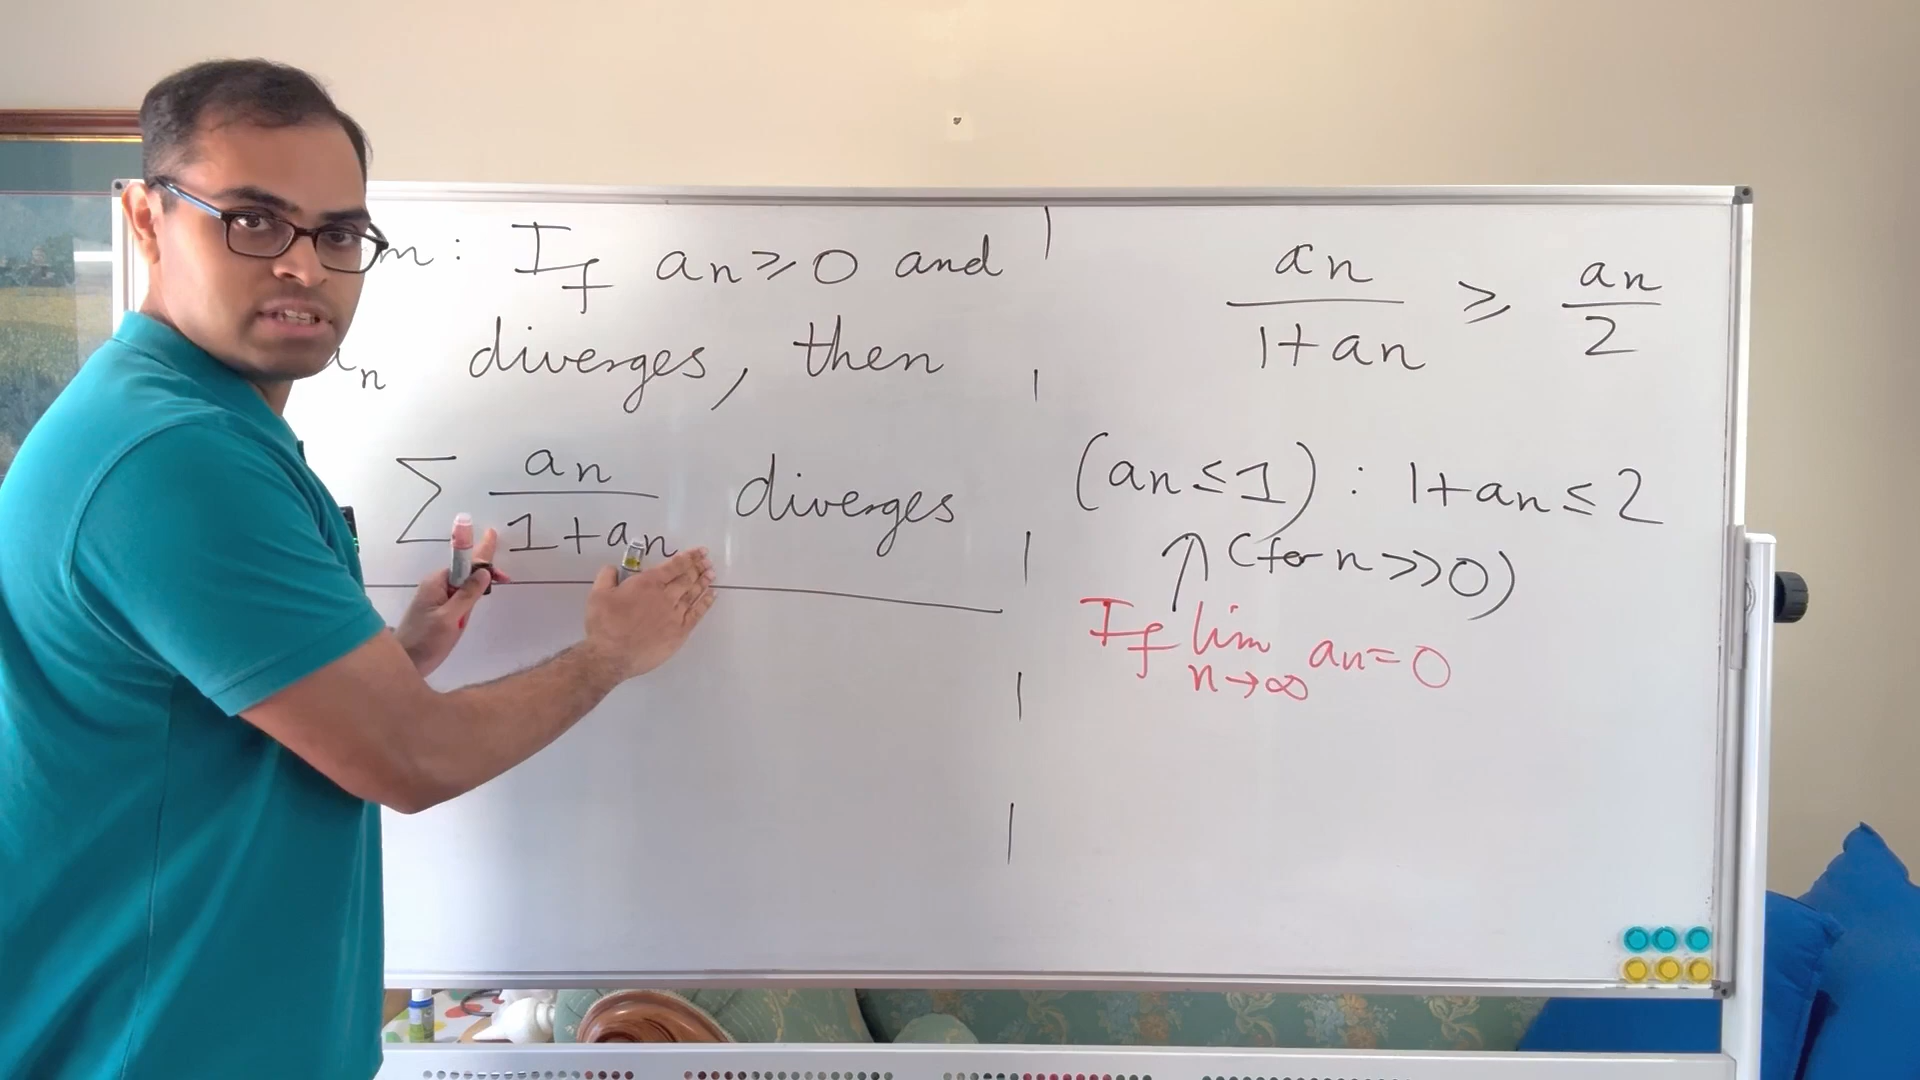 m : If an ≥ 0 and
an diverges, then
∑ an/(1+an) diverges
an/(1+an) ≥ an/2
(an ≤ 1) : 1+an ≤ 2
(for n >> 0)
If lim n→∞ an = 0